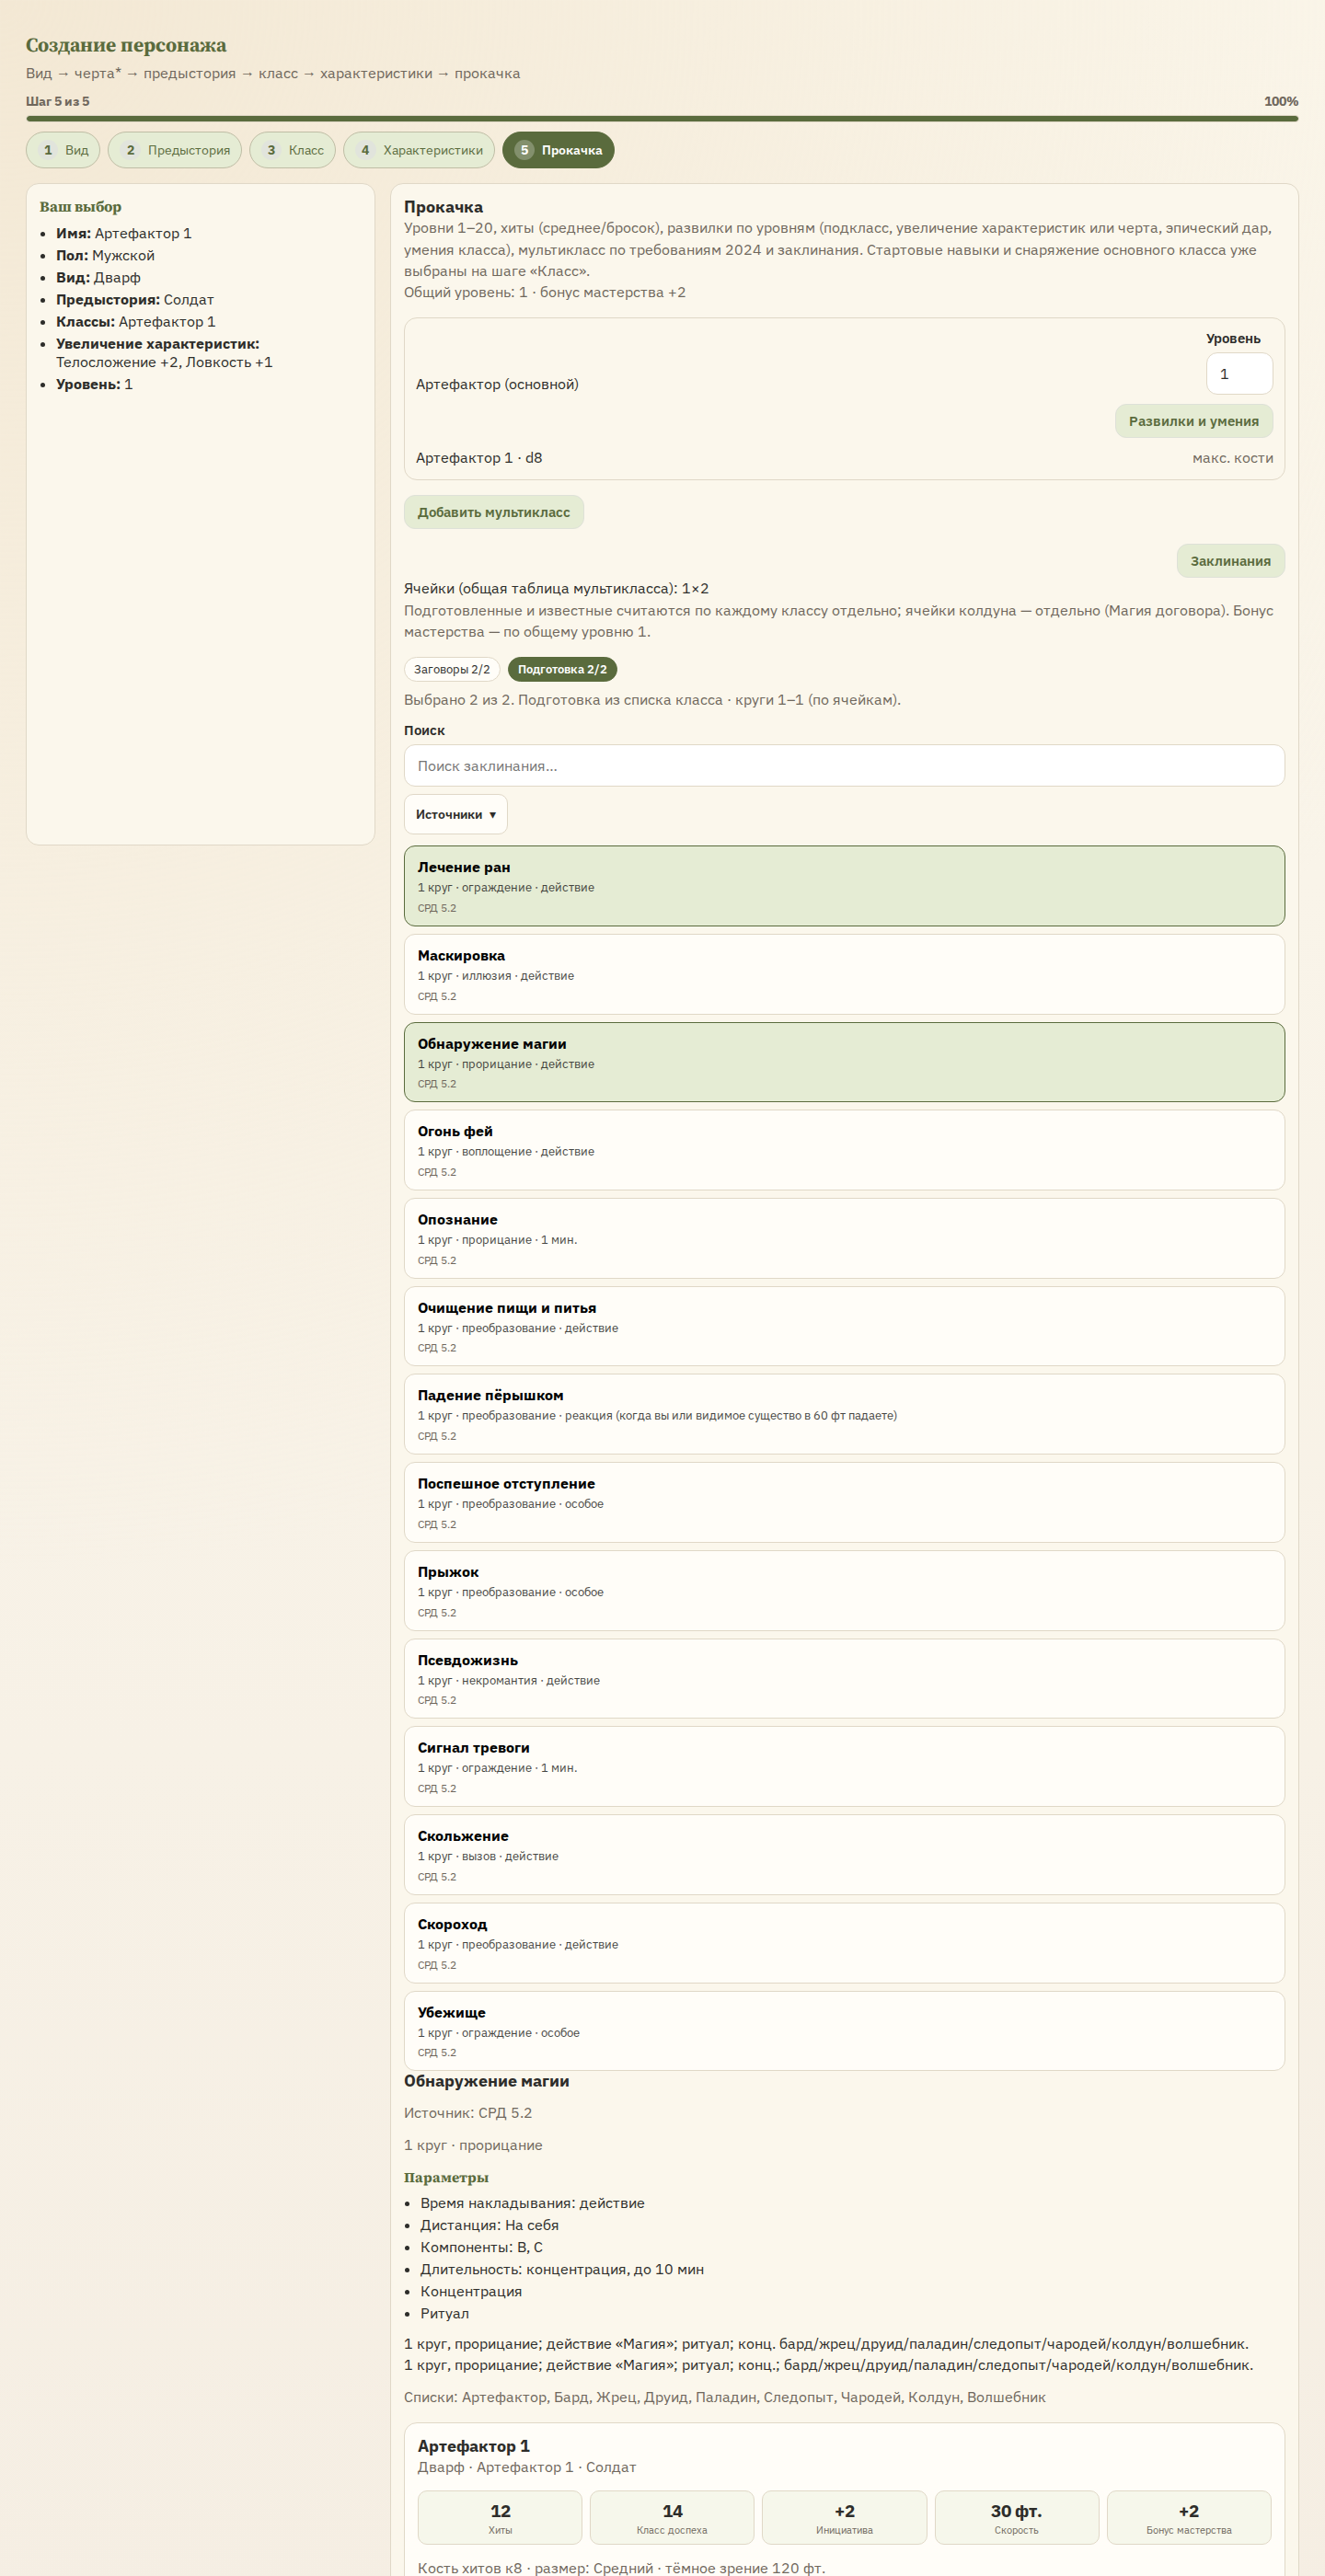 Создание персонажа
Вид → черта* → предыстория → класс → характеристики → прокачка
Шаг 5 из 5
100%
1 Вид
2 Предыстория
3 Класс
4 Характеристики
5 Прокачка
Ваш выбор
• Имя: Артефактор 1
• Пол: Мужской
• Вид: Дварф
• Предыстория: Солдат
• Классы: Артефактор 1
• Увеличение характеристик:
Телосложение +2, Ловкость +1
• Уровень: 1
Прокачка
Уровни 1–20, хиты (среднее/бросок), развилки по уровням (подкласс, увеличение характеристик или черта, эпический дар,
умения класса), мультикласс по требованиям 2024 и заклинания. Стартовые навыки и снаряжение основного класса уже
выбраны на шаге «Класс».
Общий уровень: 1 · бонус мастерства +2
Уровень
Артефактор (основной)
1
Развилки и умения
Артефактор 1 · d8
макс. кости
Добавить мультикласс
Заклинания
Ячейки (общая таблица мультикласса): 1×2
Подготовленные и известные считаются по каждому классу отдельно; ячейки колдуна — отдельно (Магия договора). Бонус
мастерства — по общему уровню 1.
Заговоры 2/2
Подготовка 2/2
Выбрано 2 из 2. Подготовка из списка класса · круги 1–1 (по ячейкам).
Поиск
Поиск заклинания…
Источники ▾
Лечение ран
1 круг · ограждение · действие
СРД 5.2
Маскировка
1 круг · иллюзия · действие
СРД 5.2
Обнаружение магии
1 круг · прорицание · действие
СРД 5.2
Огонь фей
1 круг · воплощение · действие
СРД 5.2
Опознание
1 круг · прорицание · 1 мин.
СРД 5.2
Очищение пищи и питья
1 круг · преобразование · действие
СРД 5.2
Падение пёрышком
1 круг · преобразование · реакция (когда вы или видимое существо в 60 фт падаете)
СРД 5.2
Поспешное отступление
1 круг · преобразование · особое
СРД 5.2
Прыжок
1 круг · преобразование · особое
СРД 5.2
Псевдожизнь
1 круг · некромантия · действие
СРД 5.2
Сигнал тревоги
1 круг · ограждение · 1 мин.
СРД 5.2
Скольжение
1 круг · вызов · действие
СРД 5.2
Скороход
1 круг · преобразование · действие
СРД 5.2
Убежище
1 круг · ограждение · особое
СРД 5.2
Обнаружение магии
Источник: СРД 5.2
1 круг · прорицание
Параметры
• Время накладывания: действие
• Дистанция: На себя
• Компоненты: В, С
• Длительность: концентрация, до 10 мин
• Концентрация
• Ритуал
1 круг, прорицание; действие «Магия»; ритуал; конц. бард/жрец/друид/паладин/следопыт/чародей/колдун/волшебник.
1 круг, прорицание; действие «Магия»; ритуал; конц.; бард/жрец/друид/паладин/следопыт/чародей/колдун/волшебник.
Списки: Артефактор, Бард, Жрец, Друид, Паладин, Следопыт, Чародей, Колдун, Волшебник
Артефактор 1
Дварф · Артефактор 1 · Солдат
12
Хиты
14
Класс доспеха
+2
Инициатива
30 фт.
Скорость
+2
Бонус мастерства
Кость хитов к8 · размер: Средний · тёмное зрение 120 фт.